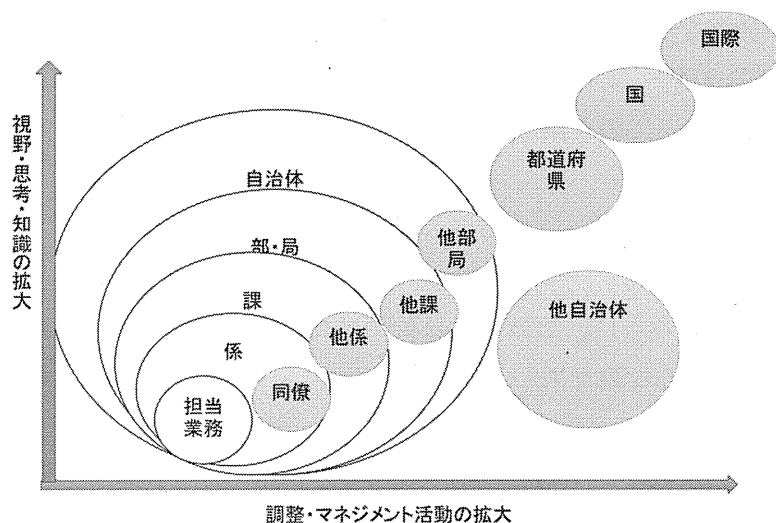 国際
国
都道府
県
視野・思考・知識の拡大
自治体
他部
局
部・局
他自治体
課
他課
他係
係
同僚
担当
業務
調整・マネジメント活動の拡大